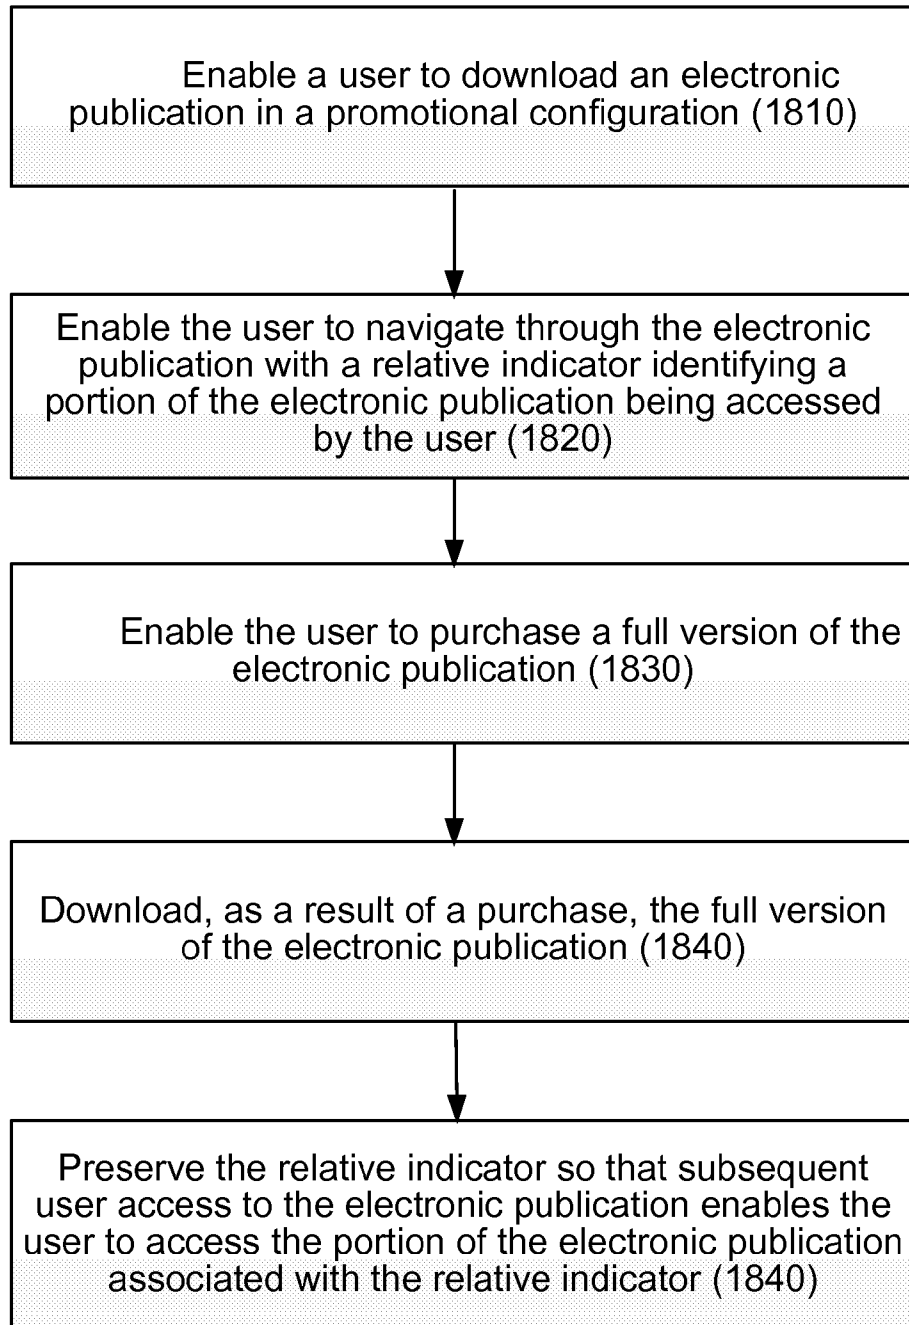 Enable a user to download an electronic
publication in a promotional configuration (1810)
Enable the user to navigate through the electronic
publication with a relative indicator identifying a
portion of the electronic publication being accessed
by the user (1820)
Enable the user to purchase a full version of the
electronic publication (1830)
Download, as a result of a purchase, the full version
of the electronic publication (1840)
Preserve the relative indicator so that subsequent
user access to the electronic publication enables the
user to access the portion of the electronic publication
associated with the relative indicator (1840)